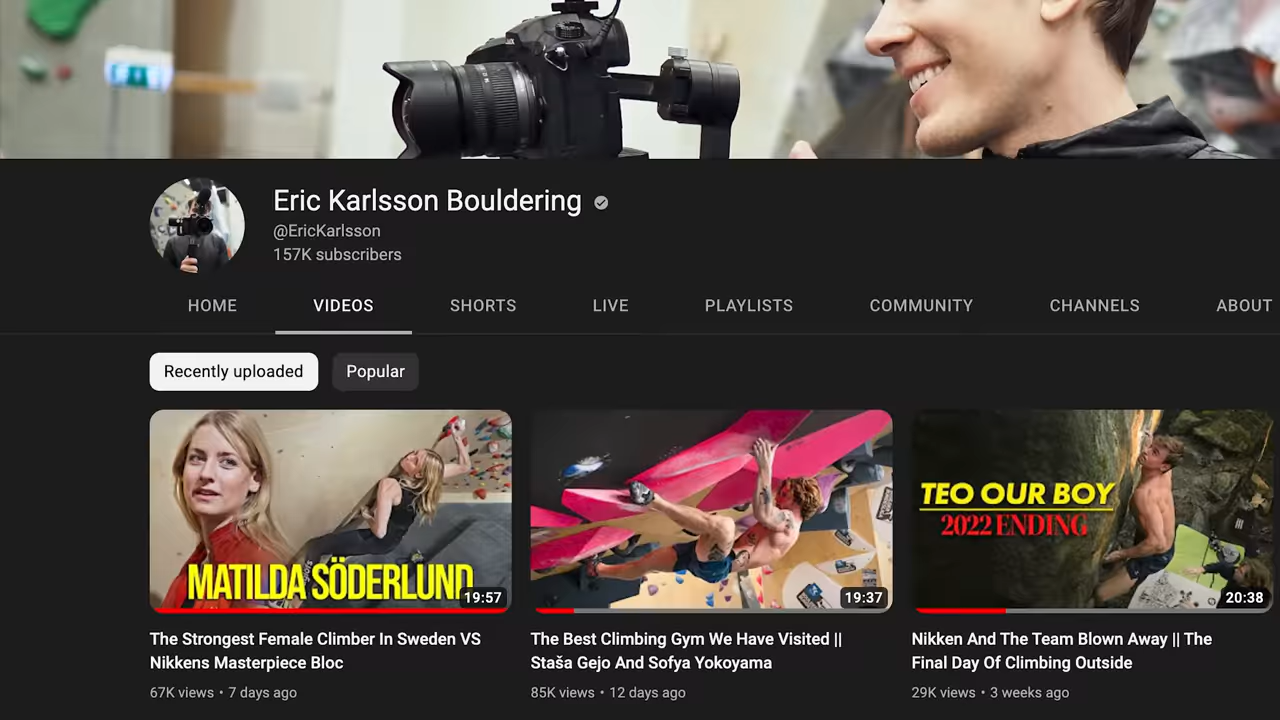 Eric Karlsson Bouldering
@EricKarlsson
157K subscribers
HOME VIDEOS SHORTS LIVE PLAYLISTS COMMUNITY CHANNELS ABOUT
Recently uploaded Popular
MATILDA SÖDERLUND
19:57
19:37
TEO OUR BOY
2022 ENDING
20:38
The Strongest Female Climber In Sweden VS
Nikkens Masterpiece Bloc
67K views • 7 days ago
The Best Climbing Gym We Have Visited ||
Staša Gejo And Sofya Yokoyama
85K views • 12 days ago
Nikken And The Team Blown Away || The
Final Day Of Climbing Outside
29K views • 3 weeks ago